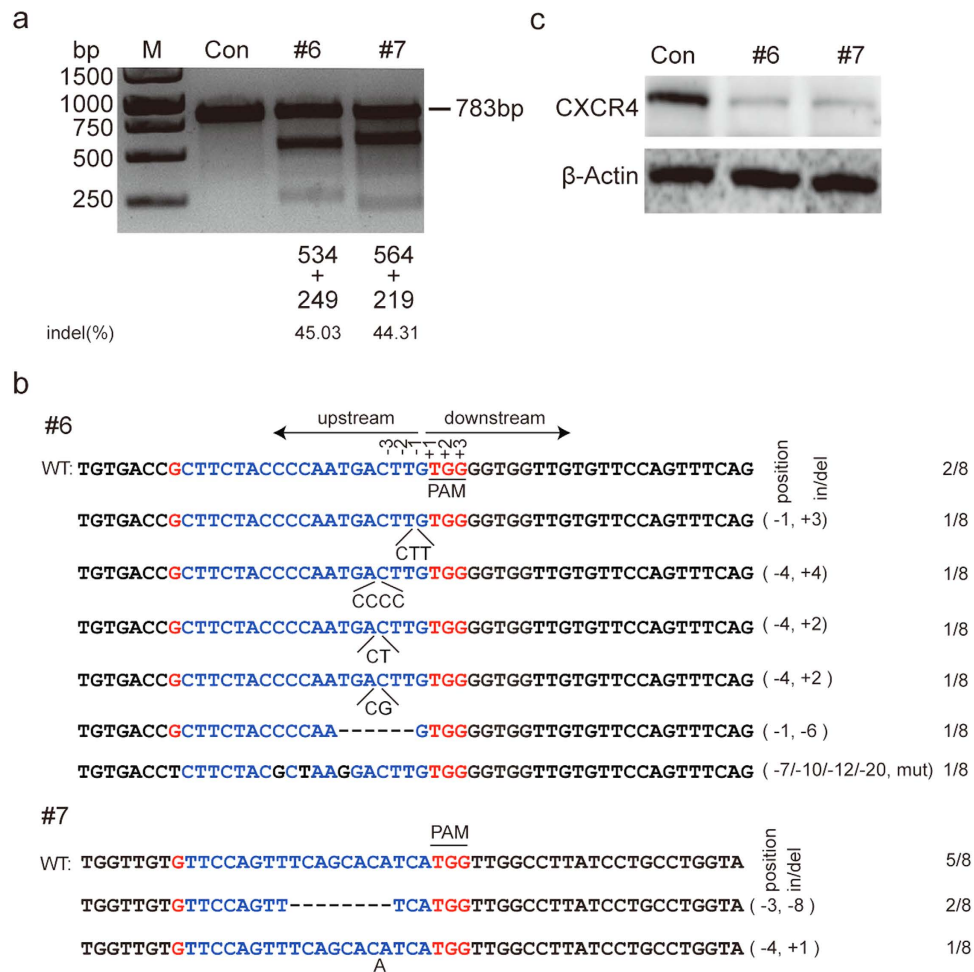 a
bp M Con #6 #7
1500
1000
750
500
250
783bp
534 564
+ +
249 219
indel(%) 45.03 44.31
c
Con #6 #7
CXCR4
β-Actin
b
#6
upstream downstream
-3 -2 -1 +1 +2 +3
position in/del
WT: TGTGACCGCTTCTACCCCAATGACTTGTGGGGTGGTTGTGTTCCAGTTTCAG 2/8
PAM
TGTGACCGCTTCTACCCCAATGACTTGTGGGGTGGTTGTGTTCCAGTTTCAG ( -1, +3) 1/8
CTT
TGTGACCGCTTCTACCCCAATGACTTGTGGGGTGGTTGTGTTCCAGTTTCAG ( -4, +4) 1/8
CCCC
TGTGACCGCTTCTACCCCAATGACTTGTGGGGTGGTTGTGTTCCAGTTTCAG ( -4, +2) 1/8
CT
TGTGACCGCTTCTACCCCAATGACTTGTGGGGTGGTTGTGTTCCAGTTTCAG ( -4, +2 ) 1/8
CG
TGTGACCGCTTCTACCCCAA------GTGGGGTGGTTGTGTTCCAGTTTCAG ( -1, -6 ) 1/8
TGTGACCTCTTCTACGCTAAGGACTTGTGGGGTGGTTGTGTTCCAGTTTCAG ( -7/-10/-12/-20, mut) 1/8
#7
PAM
position in/del
WT: TGGTTGTGTTCCAGTTTCAGCACATCATGGTTGGCCTTATCCTGCCTGGTA 5/8
TGGTTGTGTTCCAGTT--------TCATGGTTGGCCTTATCCTGCCTGGTA ( -3, -8) 2/8
TGGTTGTGTTCCAGTTTCAGCACATCATGGTTGGCCTTATCCTGCCTGGTA ( -4, +1 ) 1/8
A